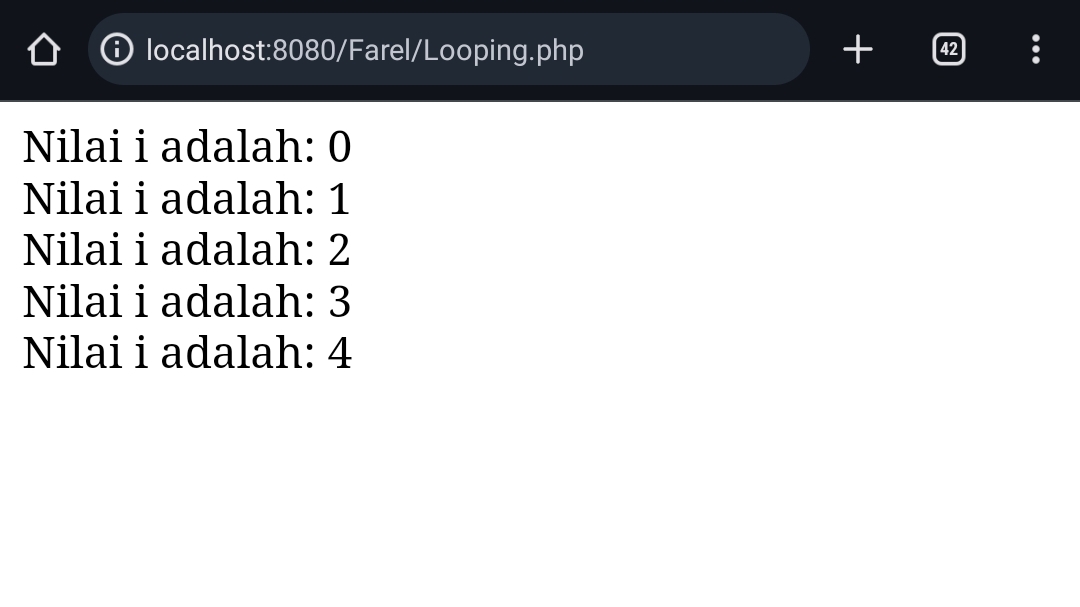 localhost:8080/Farel/Looping.php
42
Nilai i adalah: 0
Nilai i adalah: 1
Nilai i adalah: 2
Nilai i adalah: 3
Nilai i adalah: 4